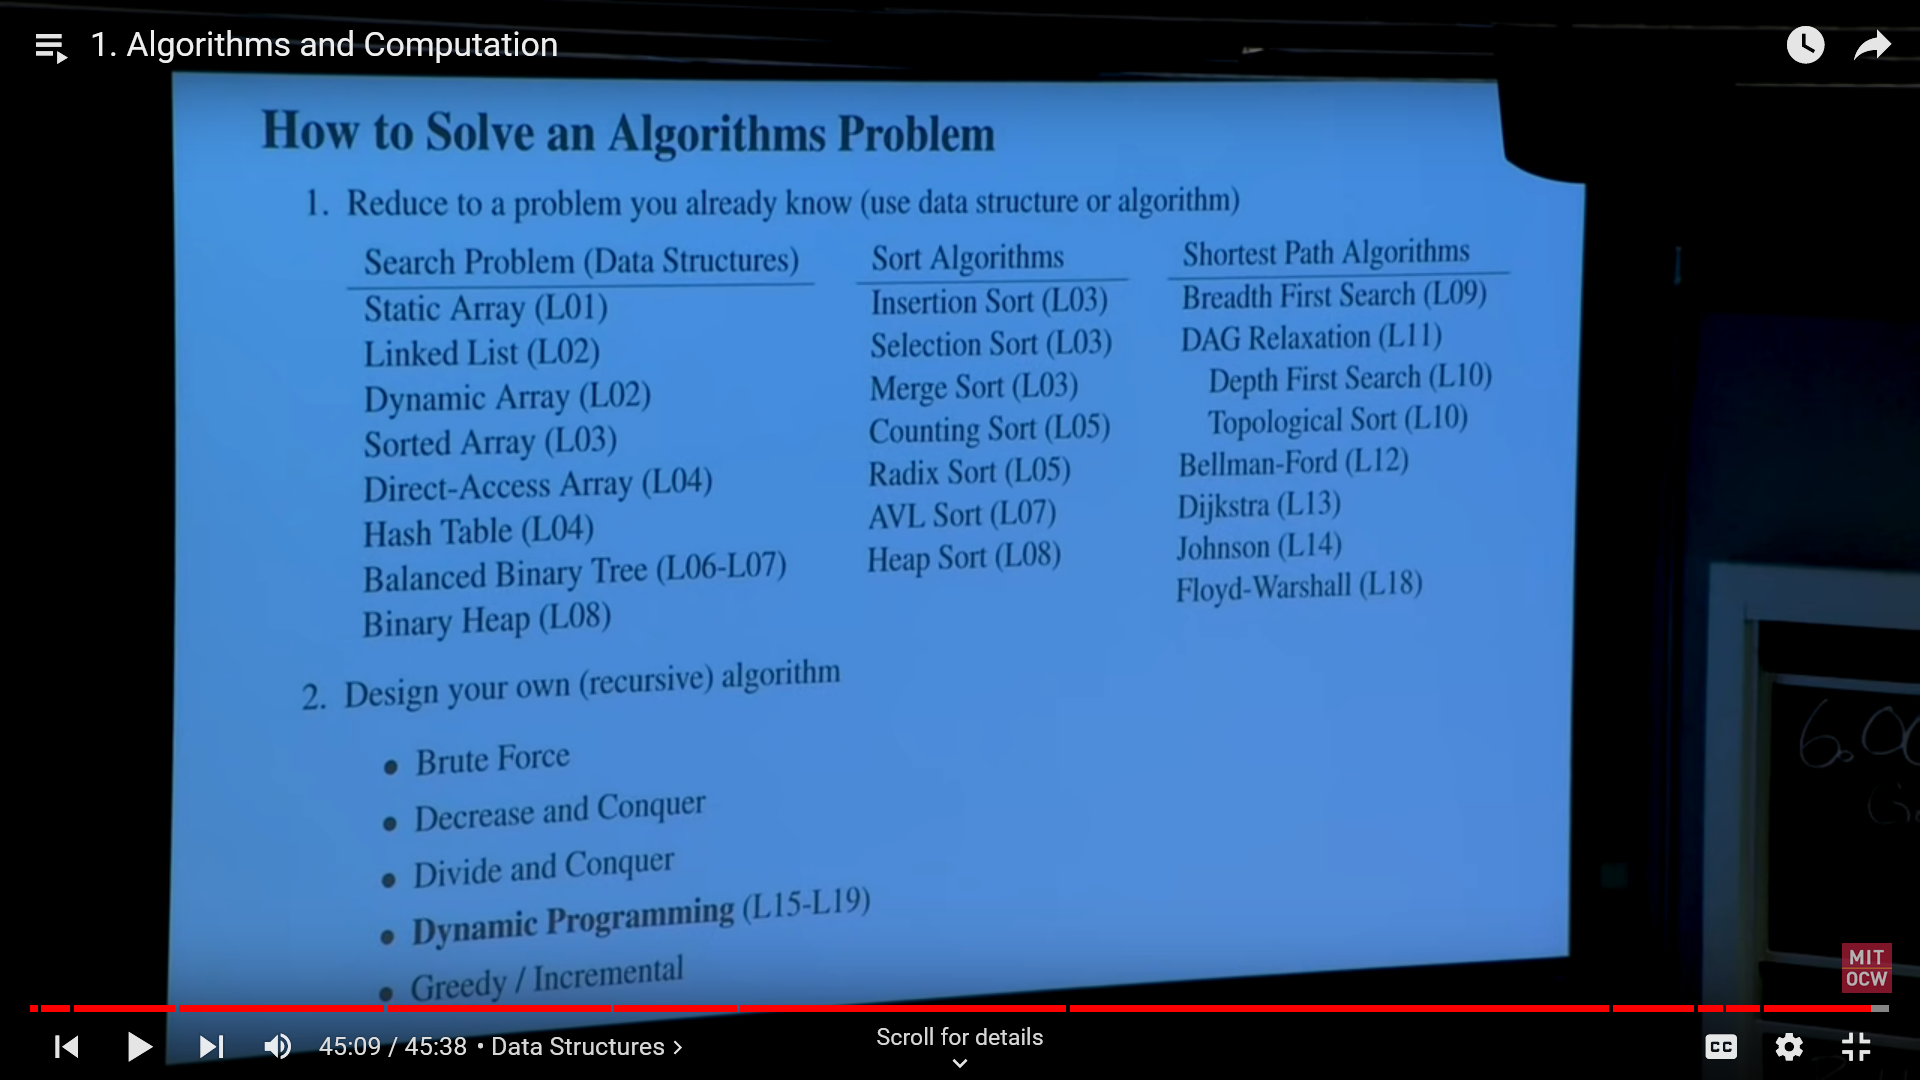 1. Algorithms and Computation
How to Solve an Algorithms Problem
1. Reduce to a problem you already know (use data structure or algorithm)
Search Problem (Data Structures)
Static Array (L01)
Linked List (L02)
Dynamic Array (L02)
Sorted Array (L03)
Direct-Access Array (L04)
Hash Table (L04)
Balanced Binary Tree (L06-L07)
Binary Heap (L08)
Sort Algorithms
Insertion Sort (L03)
Selection Sort (L03)
Merge Sort (L03)
Counting Sort (L05)
Radix Sort (L05)
AVL Sort (L07)
Heap Sort (L08)
Shortest Path Algorithms
Breadth First Search (L09)
DAG Relaxation (L11)
Depth First Search (L10)
Topological Sort (L10)
Bellman-Ford (L12)
Dijkstra (L13)
Johnson (L14)
Floyd-Warshall (L18)
2. Design your own (recursive) algorithm
• Brute Force
• Decrease and Conquer
• Divide and Conquer
• Dynamic Programming (L15-L19)
• Greedy / Incremental
6.00
MIT
OCW
45:09 / 45:38 • Data Structures
Scroll for details
CC